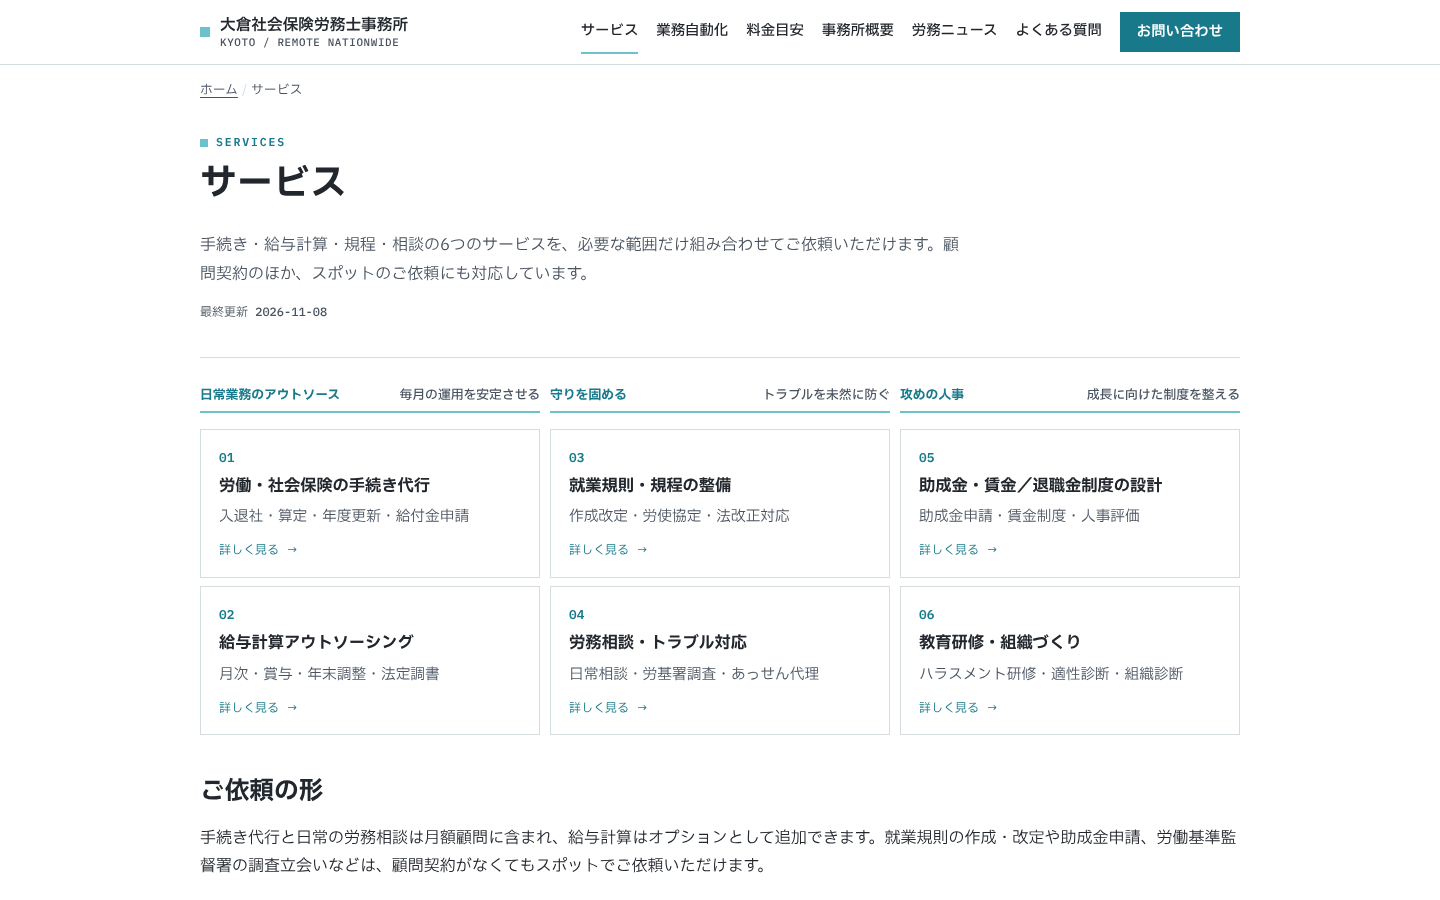 大倉社会保険労務士事務所
KYOTO / REMOTE NATIONWIDE
サービス 業務自動化 料金目安 事務所概要 労務ニュース よくある質問 お問い合わせ
ホーム / サービス
SERVICES
サービス
手続き・給与計算・規程・相談の6つのサービスを、必要な範囲だけ組み合わせてご依頼いただけます。顧
問契約のほか、スポットのご依頼にも対応しています。
最終更新 2026-11-08
日常業務のアウトソース 毎月の運用を安定させる
01
労働・社会保険の手続き代行
入退社・算定・年度更新・給付金申請
詳しく見る →
02
給与計算アウトソーシング
月次・賞与・年末調整・法定調書
詳しく見る →
守りを固める トラブルを未然に防ぐ
03
就業規則・規程の整備
作成改定・労使協定・法改正対応
詳しく見る →
04
労務相談・トラブル対応
日常相談・労基署調査・あっせん代理
詳しく見る →
攻めの人事 成長に向けた制度を整える
05
助成金・賃金／退職金制度の設計
助成金申請・賃金制度・人事評価
詳しく見る →
06
教育研修・組織づくり
ハラスメント研修・適性診断・組織診断
詳しく見る →
ご依頼の形
手続き代行と日常の労務相談は月額顧問に含まれ、給与計算はオプションとして追加できます。就業規則の作成・改定や助成金申請、労働基準監
督署の調査立会いなどは、顧問契約がなくてもスポットでご依頼いただけます。